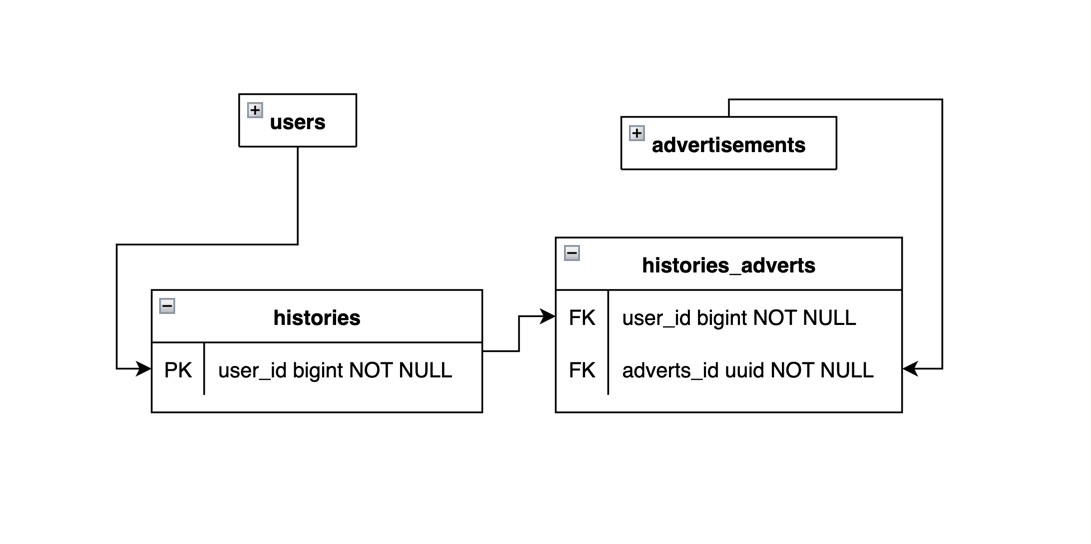 users
advertisements
histories
PK user_id bigint NOT NULL
histories_adverts
FK user_id bigint NOT NULL
FK adverts_id uuid NOT NULL